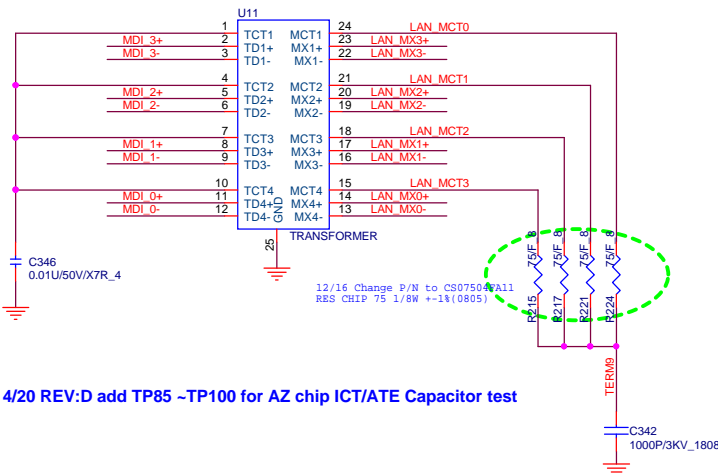 U11
1 TCT1 MCT1 24 LAN_MCT0
MDI_3+ 2 TD1+ MX1+ 23 LAN_MX3+
MDI_3- 3 TD1- MX1- 22 LAN_MX3-
4 TCT2 MCT2 21 LAN_MCT1
MDI_2+ 5 TD2+ MX2+ 20 LAN_MX2+
MDI_2- 6 TD2- MX2- 19 LAN_MX2-
7 TCT3 MCT3 18 LAN_MCT2
MDI_1+ 8 TD3+ MX3+ 17 LAN_MX1+
MDI_1- 9 TD3- MX3- 16 LAN_MX1-
10 TCT4 MCT4 15 LAN_MCT3
MDI_0+ 11 TD4+ MX4+ 14 LAN_MX0+
MDI_0- 12 TD4- MX4- 13 LAN_MX0-
GND
25
TRANSFORMER
C346
0.01U/50V/X7R_4
75/F_8 75/F_8 75/F_8 75/F_8
R215 R217 R221 R224
12/16 Change P/N to CS07504FA11
RES CHIP 75 1/8W +-1%(0805)
TERM9
4/20 REV:D add TP85 ~TP100 for AZ chip ICT/ATE Capacitor test
C342
1000P/3KV_1808